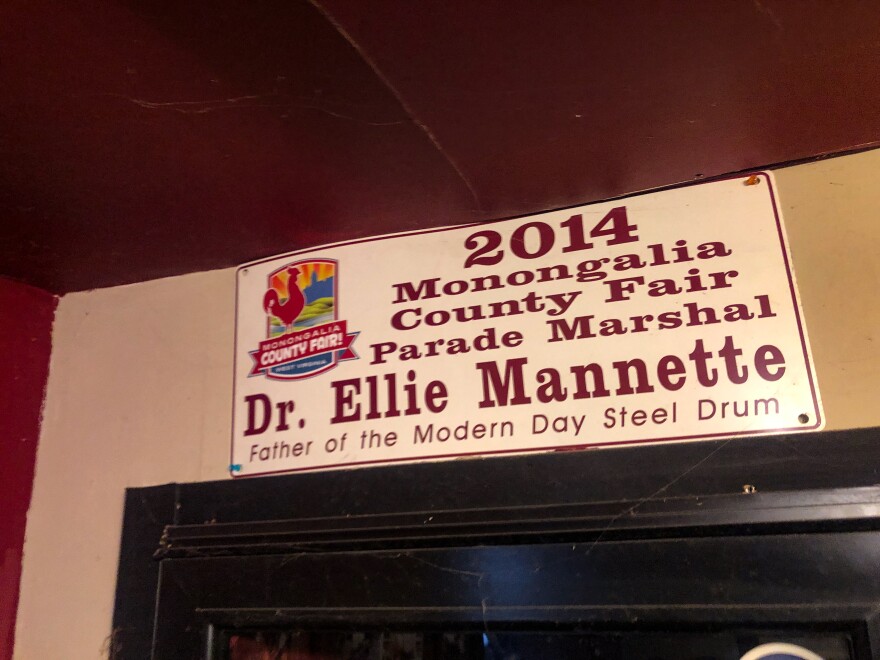 2014
Monongalia
County Fair
Parade Marshal
MONONGALIA
COUNTY FAIR!
WEST VIRGINIA
Dr. Ellie Mannette
Father of the Modern Day Steel Drum